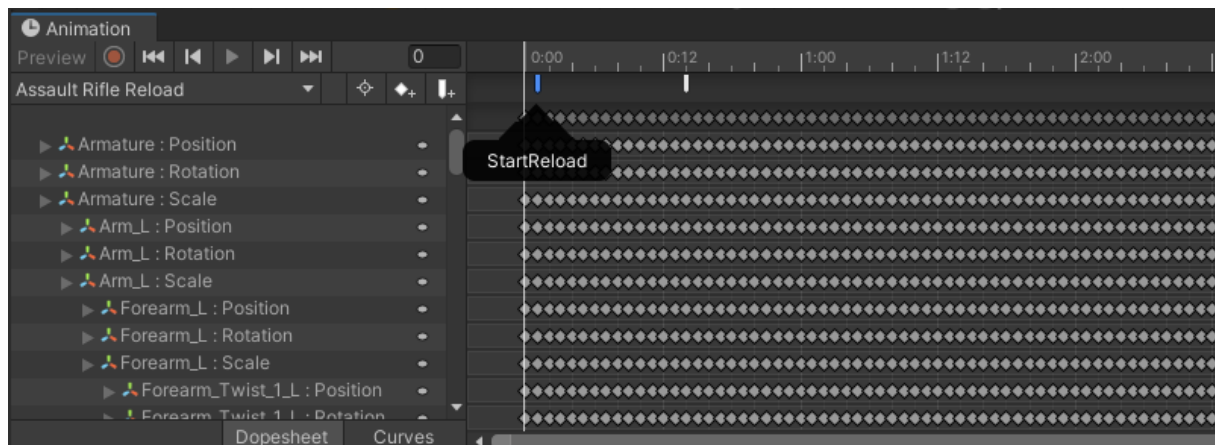 Animation
Preview 0 0:00 0:12 1:00 1:12 2:00
Assault Rifle Reload
Armature : Position
StartReload
Armature : Rotation
Armature : Scale
Arm_L : Position
Arm_L : Rotation
Arm_L : Scale
Forearm_L : Position
Forearm_L : Rotation
Forearm_L : Scale
Forearm_Twist_1_L : Position
Forearm_Twist_1_L : Rotation
Dopesheet Curves